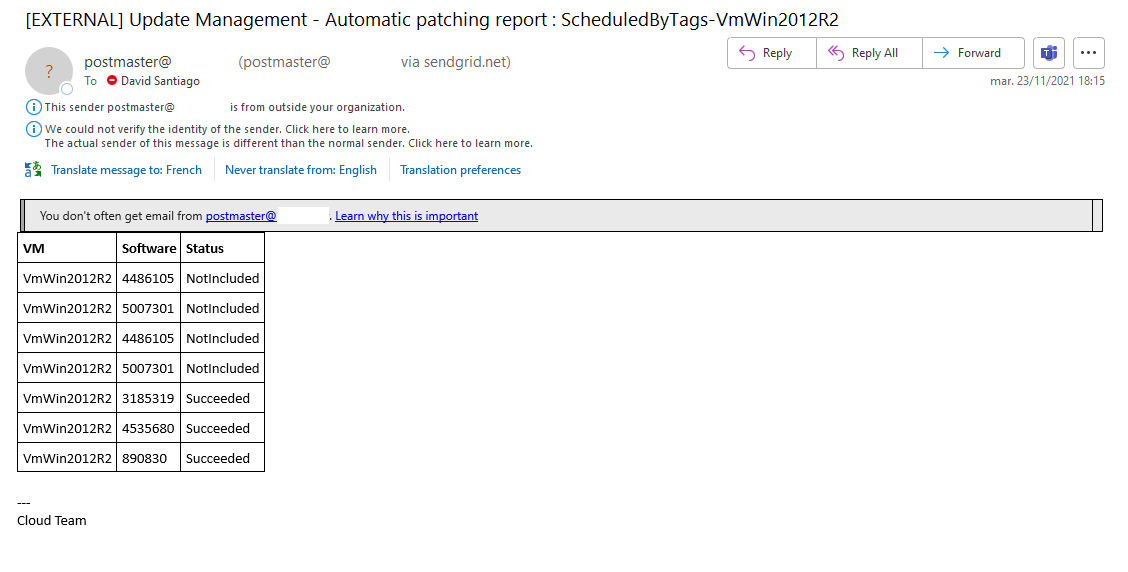 [EXTERNAL] Update Management - Automatic patching report : ScheduledByTags-VmWin2012R2
? postmaster@ (postmaster@ via sendgrid.net)
Reply Reply All Forward
To David Santiago
mar. 23/11/2021 18:15
This sender postmaster@ is from outside your organization.
We could not verify the identity of the sender. Click here to learn more.
The actual sender of this message is different than the normal sender. Click here to learn more.
Translate message to: French Never translate from: English Translation preferences
You don't often get email from postmaster@ . Learn why this is important
VM Software Status
VmWin2012R2 4486105 NotIncluded
VmWin2012R2 5007301 NotIncluded
VmWin2012R2 4486105 NotIncluded
VmWin2012R2 5007301 NotIncluded
VmWin2012R2 3185319 Succeeded
VmWin2012R2 4535680 Succeeded
VmWin2012R2 890830 Succeeded
---
Cloud Team